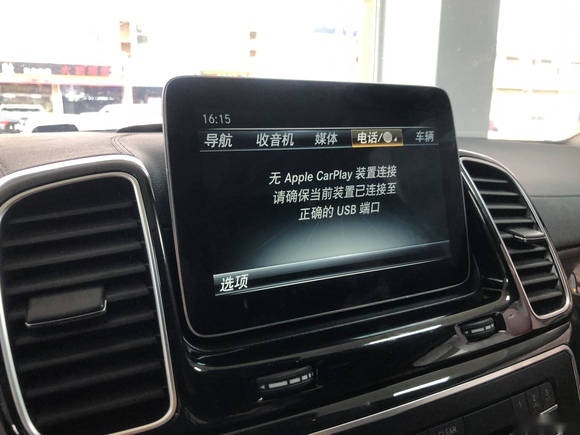 16:15
导航 收音机 媒体 电话/ 车辆
无 Apple CarPlay 装置连接
请确保当前装置已连接至
正确的 USB 端口
选项
CLEAR